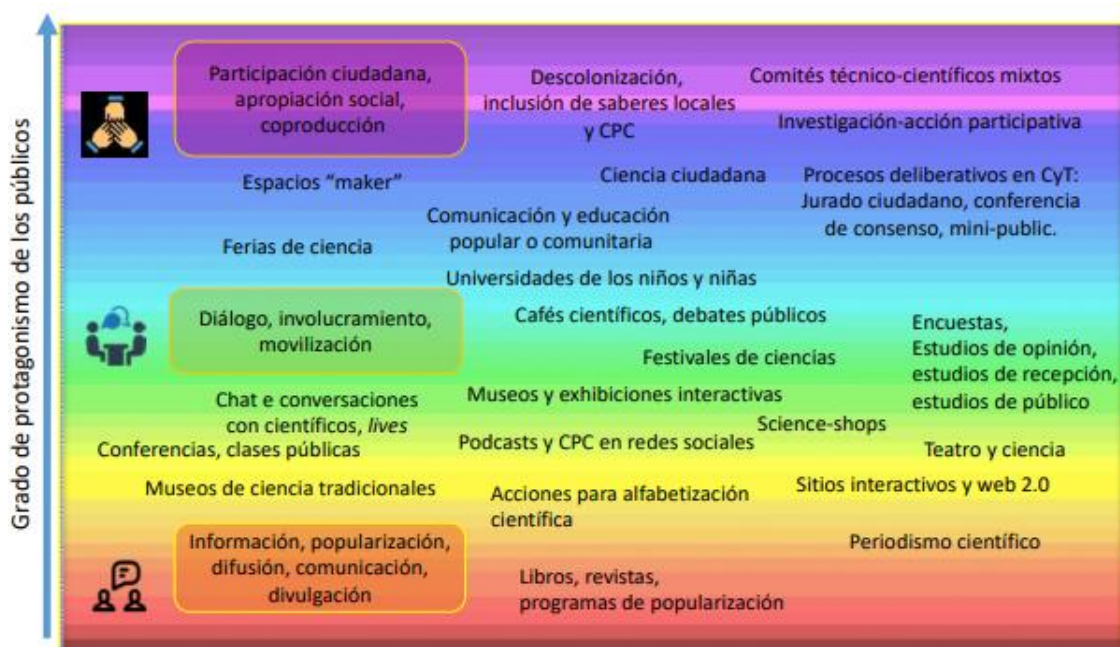 Grado de protagonismo de los públicos
Participación ciudadana,
apropiación social,
coproducción
Descolonización,
inclusión de saberes locales
y CPC
Comités técnico-científicos mixtos
Investigación-acción participativa
Espacios “maker”
Ciencia ciudadana
Procesos deliberativos en CyT:
Jurado ciudadano, conferencia
de consenso, mini-public.
Comunicación y educación
popular o comunitaria
Ferias de ciencia
Universidades de los niños y niñas
Diálogo, involucramiento,
movilización
Cafés científicos, debates públicos
Encuestas,
Estudios de opinión,
estudios de recepción,
estudios de público
Festivales de ciencias
Chat e conversaciones
con científicos, lives
Museos y exhibiciones interactivas
Science-shops
Conferencias, clases públicas
Podcasts y CPC en redes sociales
Teatro y ciencia
Museos de ciencia tradicionales
Acciones para alfabetización
científica
Sitios interactivos y web 2.0
Información, popularización,
difusión, comunicación,
divulgación
Periodismo científico
Libros, revistas,
programas de popularización